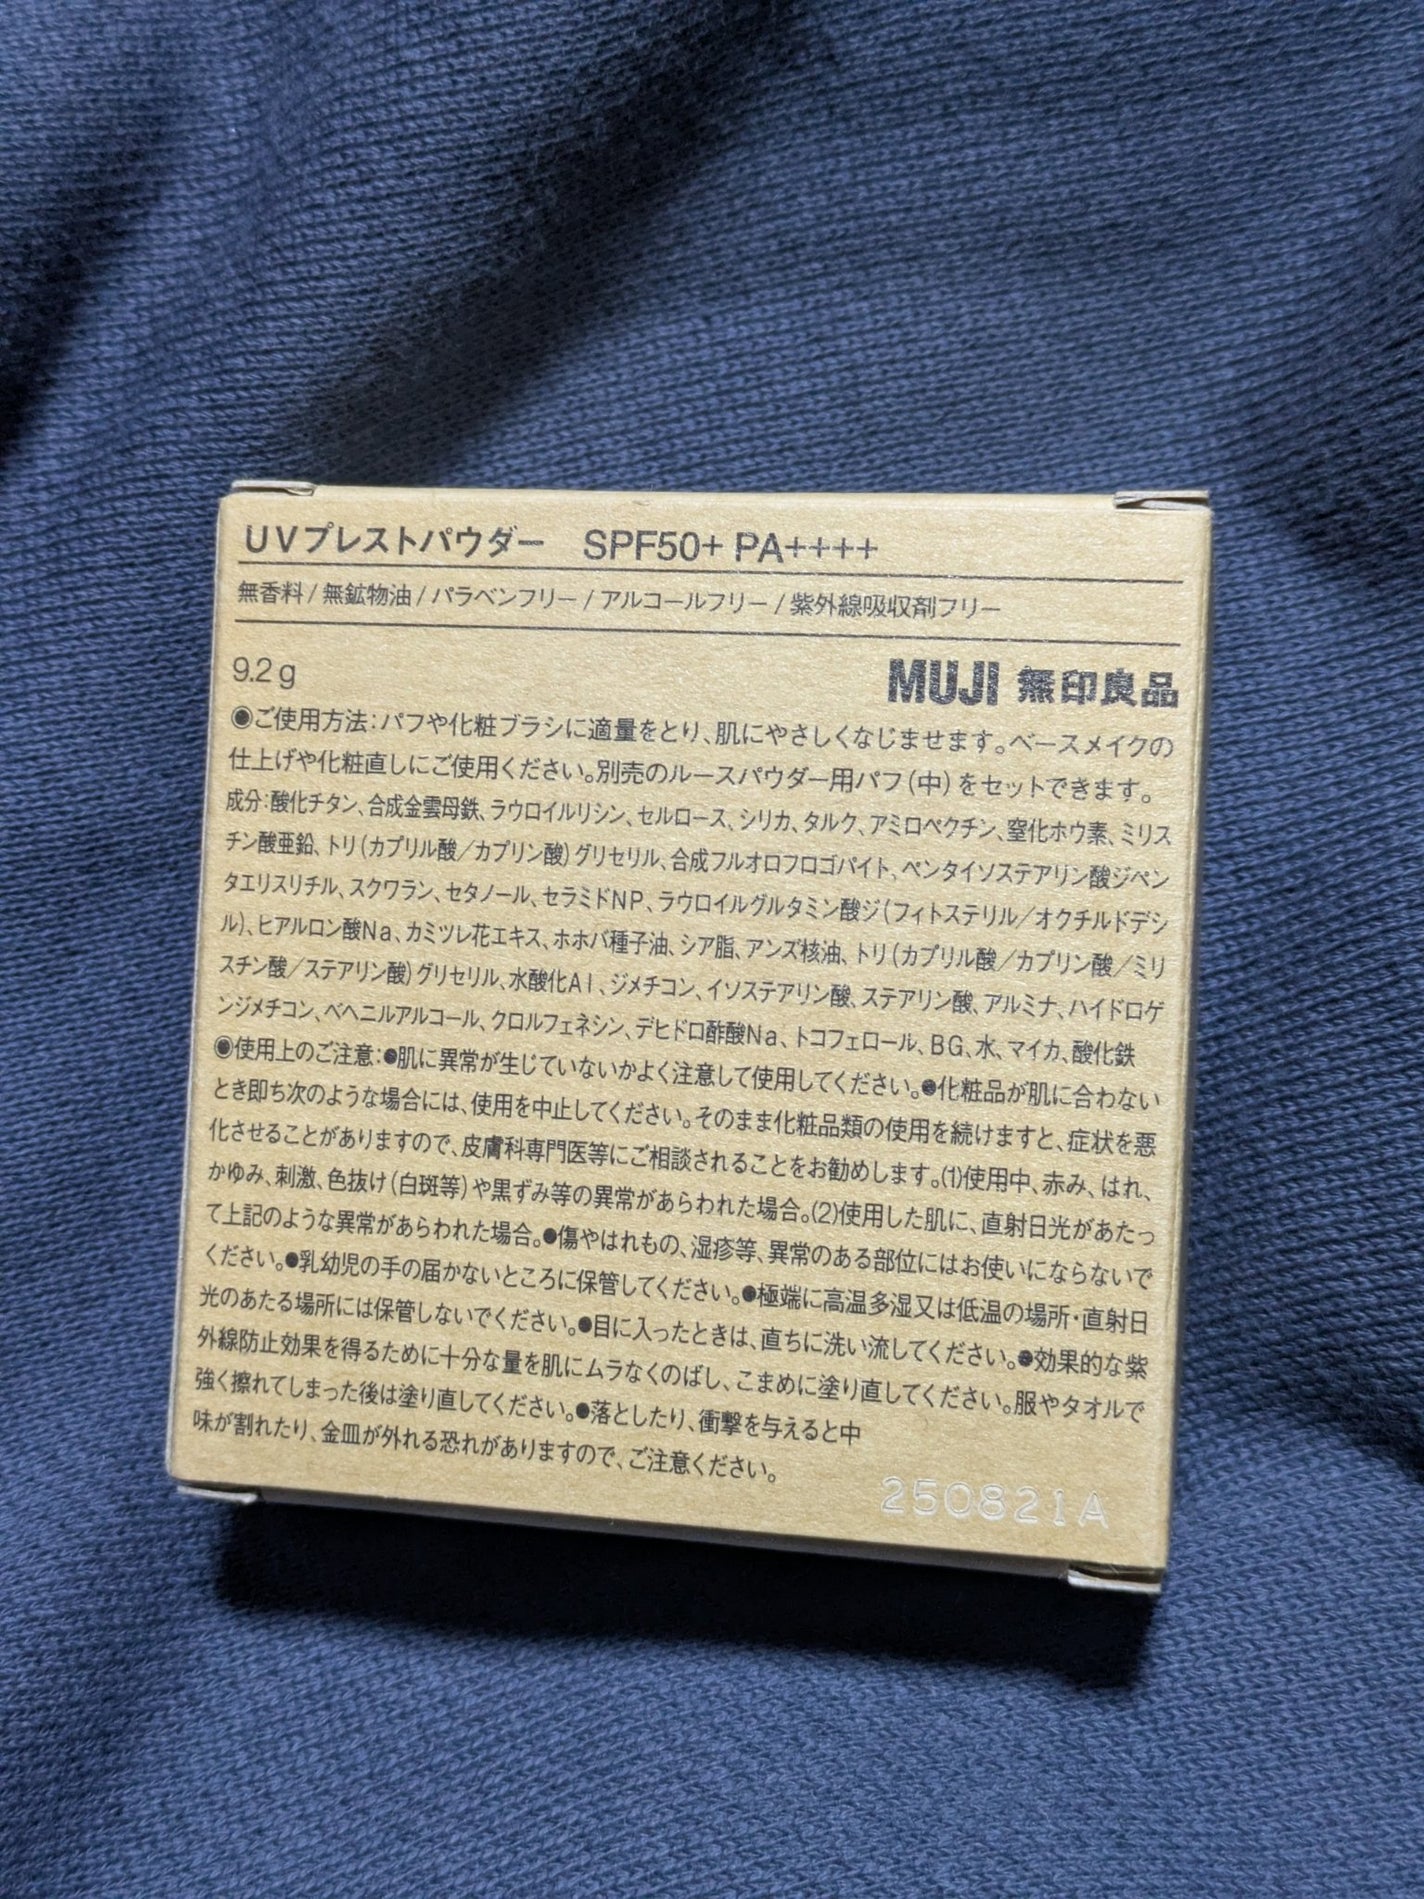 UVプレストパウダー　SPF50+ PA++++
無香料/無鉱物油/パラベンフリー/アルコールフリー/紫外線吸収剤フリー
9.2g
MUJI 無印良品
◉ご使用方法：パフや化粧ブラシに適量をとり、肌にやさしくなじませます。ベースメイクの
仕上げや化粧直しにご使用ください。別売のルースパウダー用パフ（中）をセットできます。
成分：酸化チタン、合成金雲母鉄、ラウロイルリシン、セルロース、シリカ、タルク、アミロペクチン、窒化ホウ素、ミリス
チン酸亜鉛、トリ（カプリル酸／カプリン酸）グリセリル、合成フルオロフロゴパイト、ペンタイソステアリン酸ジペン
タエリスリチル、スクワラン、セタノール、セラミドNP、ラウロイルグルタミン酸ジ（フィトステリル／オクチルドデシ
ル）、ヒアルロン酸Na、カミツレ花エキス、ホホバ種子油、シア脂、アンズ核油、トリ（カプリル酸／カプリン酸／ミリ
スチン酸／ステアリン酸）グリセリル、水酸化Al、ジメチコン、イソステアリン酸、ステアリン酸、アルミナ、ハイドロゲ
ンジメチコン、ベヘニルアルコール、クロルフェネシン、デヒドロ酢酸Na、トコフェロール、BG、水、マイカ、酸化鉄
◉使用上のご注意：●肌に異常が生じていないかよく注意して使用してください。●化粧品が肌に合わない
とき即ち次のような場合には、使用を中止してください。そのまま化粧品類の使用を続けますと、症状を悪
化させることがありますので、皮膚科専門医等にご相談されることをお勧めします。(1)使用中、赤み、はれ、
かゆみ、刺激、色抜け（白斑等）や黒ずみ等の異常があらわれた場合。(2)使用した肌に、直射日光があたっ
て上記のような異常があらわれた場合。●傷やはれもの、湿疹等、異常のある部位にはお使いにならないで
ください。●乳幼児の手の届かないところに保管してください。●極端に高温多湿又は低温の場所・直射日
光のあたる場所には保管しないでください。●目に入ったときは、直ちに洗い流してください。●効果的な紫
外線防止効果を得るために十分な量を肌にムラなくのばし、こまめに塗り直してください。服やタオルで
強く擦れてしまった後は塗り直してください。●落としたり、衝撃を与えると中
味が割れたり、金皿が外れる恐れがありますので、ご注意ください。
250821A